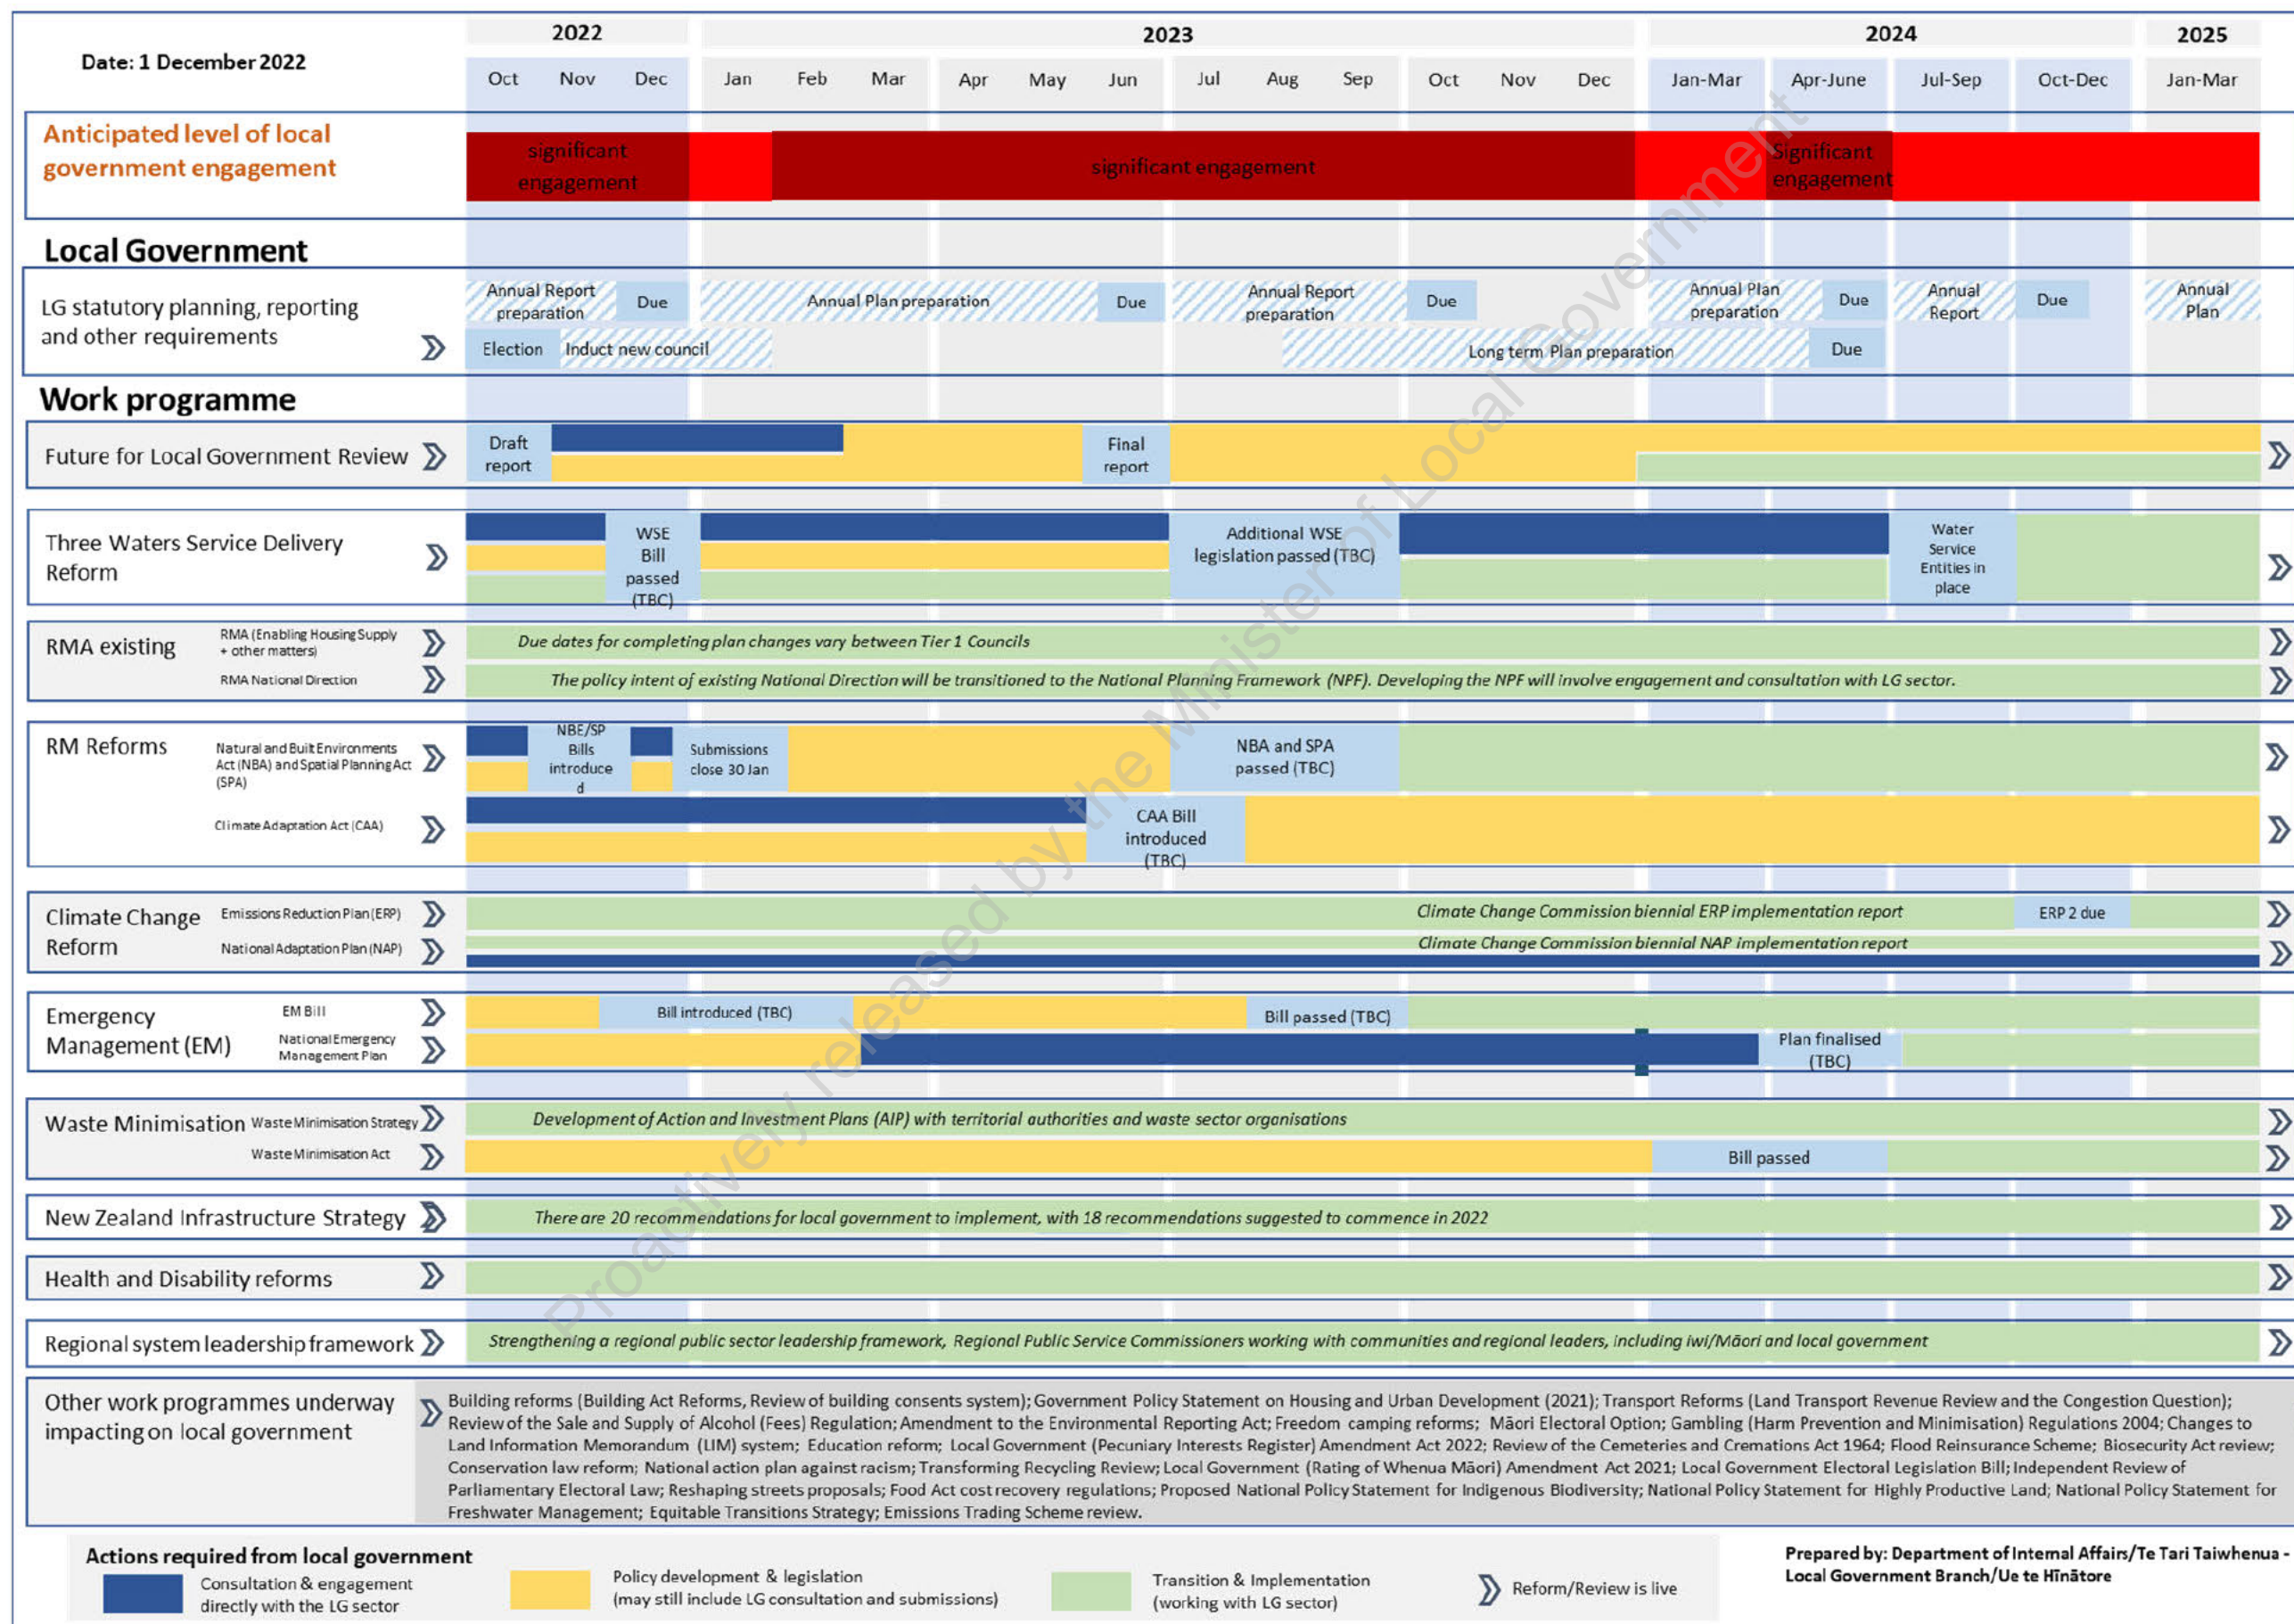 2022
2023
2024
2025
Date: 1 December 2022
Oct
Nov
Dec
Jan
Feb
Mar
Apr
May
Jun
Jul
Aug
Sep
Oct
Nov
Dec
Jan-Mar
Apr-June
Jul-Sep
Oct-Dec
Jan-Mar
Anticipated level of local
government engagement
significant
engagement
significant engagement
Significant
engagement
Local Government
LG statutory planning, reporting
and other requirements
Annual Report
preparation
Due
Annual Plan preparation
Due
Annual Report
preparation
Due
Annual Plan
preparation
Due
Annual
Report
Due
Annual
Plan
Election
Induct new council
Long term Plan preparation
Due
Work programme
Future for Local Government Review
Draft
report
Final
report
Three Waters Service Delivery
Reform
WSE
Bill
passed
(TBC)
Additional WSE
legislation passed (TBC)
Water
Service
Entities in
place
RMA existing
RMA (Enabling Housing Supply
+ other matters)
Due dates for completing plan changes vary between Tier 1 Councils
RMA National Direction
The policy intent of existing National Direction will be transitioned to the National Planning Framework (NPF). Developing the NPF will involve engagement and consultation with LG sector.
RM Reforms
Natural and Built Environments
Act (NBA) and Spatial Planning Act
(SPA)
NBE/SP
Bills
introduce
d
Submissions
close 30 Jan
NBA and SPA
passed (TBC)
Climate Adaptation Act (CAA)
CAA Bill
introduced
(TBC)
Climate Change
Reform
Emissions Reduction Plan (ERP)
Climate Change Commission biennial ERP implementation report
ERP 2 due
National Adaptation Plan (NAP)
Climate Change Commission biennial NAP implementation report
Emergency
Management (EM)
EM Bill
Bill introduced (TBC)
Bill passed (TBC)
National Emergency
Management Plan
Plan finalised
(TBC)
Waste Minimisation
Waste Minimisation Strategy
Development of Action and Investment Plans (AIP) with territorial authorities and waste sector organisations
Waste Minimisation Act
Bill passed
New Zealand Infrastructure Strategy
There are 20 recommendations for local government to implement, with 18 recommendations suggested to commence in 2022
Health and Disability reforms
Regional system leadership framework
Strengthening a regional public sector leadership framework, Regional Public Service Commissioners working with communities and regional leaders, including iwi/Māori and local government
Other work programmes underway
impacting on local government
Building reforms (Building Act Reforms, Review of building consents system); Government Policy Statement on Housing and Urban Development (2021); Transport Reforms (Land Transport Revenue Review and the Congestion Question);
Review of the Sale and Supply of Alcohol (Fees) Regulation; Amendment to the Environmental Reporting Act; Freedom camping reforms; Māori Electoral Option; Gambling (Harm Prevention and Minimisation) Regulations 2004; Changes to
Land Information Memorandum (LIM) system; Education reform; Local Government (Pecuniary Interests Register) Amendment Act 2022; Review of the Cemeteries and Cremations Act 1964; Flood Reinsurance Scheme; Biosecurity Act review;
Conservation law reform; National action plan against racism; Transforming Recycling Review; Local Government (Rating of Whenua Māori) Amendment Act 2021; Local Government Electoral Legislation Bill; Independent Review of
Parliamentary Electoral Law; Reshaping streets proposals; Food Act cost recovery regulations; Proposed National Policy Statement for Indigenous Biodiversity; National Policy Statement for Highly Productive Land; National Policy Statement for
Freshwater Management; Equitable Transitions Strategy; Emissions Trading Scheme review.
Actions required from local government
Consultation & engagement
directly with the LG sector
Policy development & legislation
(may still include LG consultation and submissions)
Transition & Implementation
(working with LG sector)
Reform/Review is live
Prepared by: Department of Internal Affairs/Te Tari Taiwhenua -
Local Government Branch/Ue te Hīnātore
Proactively released by the Minister of Local Government